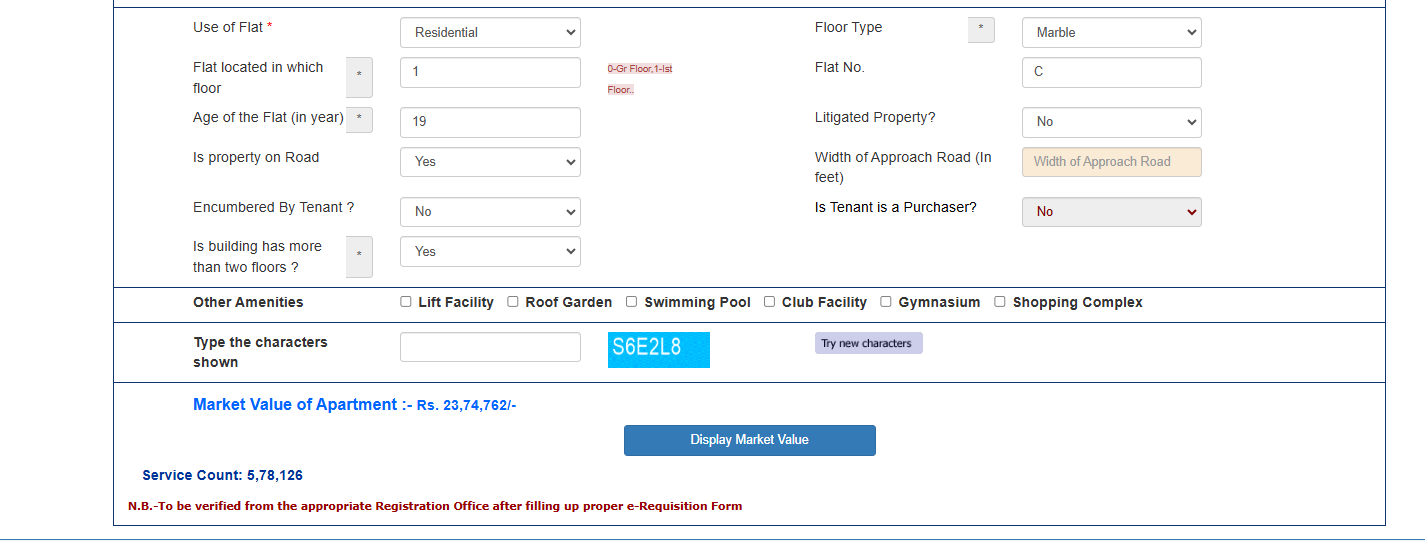 Use of Flat * Residential Floor Type * Marble
Flat located in which floor * 1 0-Gr Floor,1-Ist Floor.. Flat No. C
Age of the Flat (in year) * 19 Litigated Property? No
Is property on Road Yes Width of Approach Road (In feet) Width of Approach Road
Encumbered By Tenant ? No Is Tenant is a Purchaser? No
Is building has more than two floors ? * Yes
Other Amenities Lift Facility Roof Garden Swimming Pool Club Facility Gymnasium Shopping Complex
Type the characters shown S6E2L8 Try new characters
Market Value of Apartment :- Rs. 23,74,762/-
Display Market Value
Service Count: 5,78,126
N.B.-To be verified from the appropriate Registration Office after filling up proper e-Requisition Form